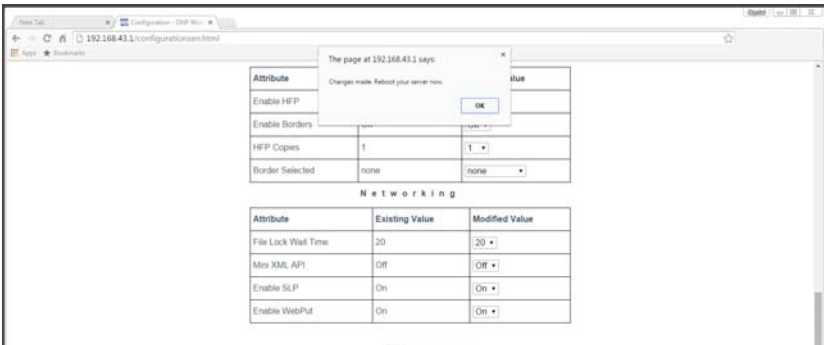 New Tab
Configuration - DNP Wi
192.168.43.1/configurationsen.html
Apps
Bookmarks
The page at 192.168.43.1 says:
Changes made. Reboot your server now.
OK
Attribute
Enable HFP
Enable Borders
HFP Copies 1 1
Border Selected none none
Networking
Attribute Existing Value Modified Value
File Lock Wait Time 20 20
Mini XML API Off Off
Enable SLP On On
Enable WebPut On On